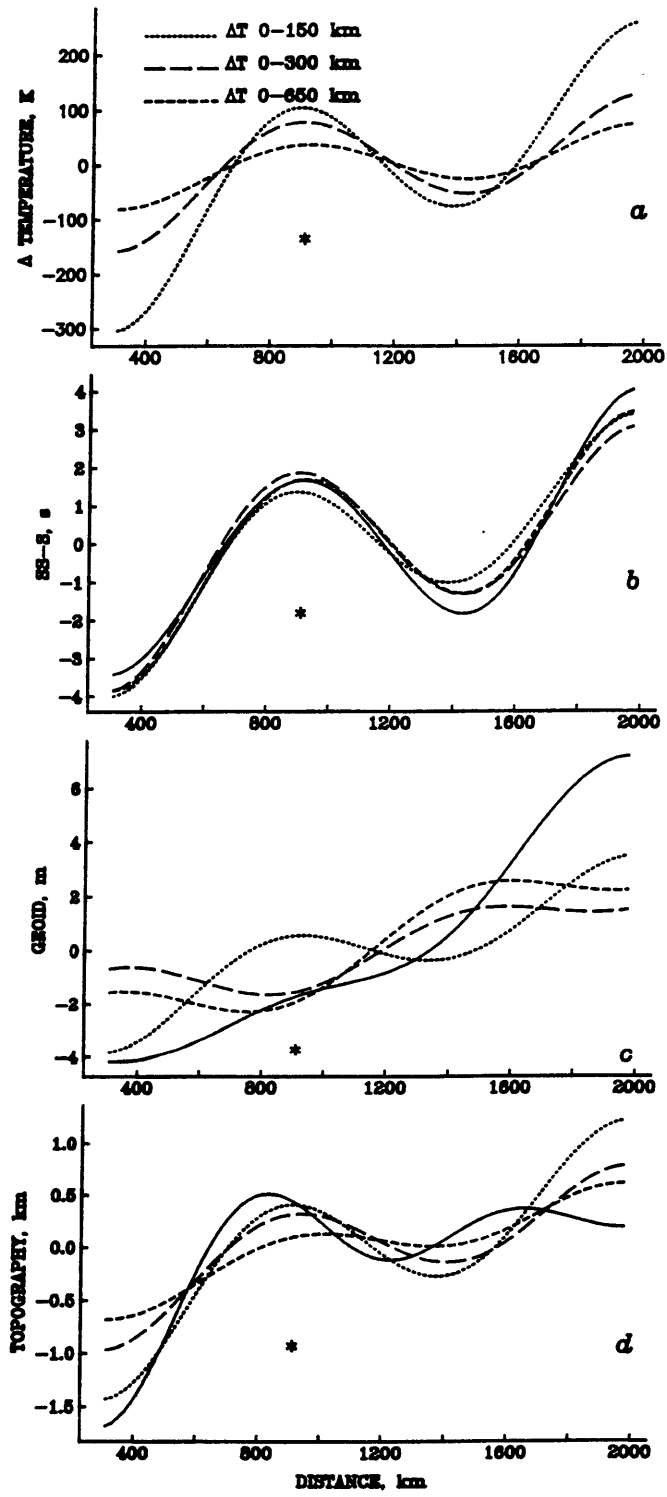 ΔT 0-150 km
ΔT 0-300 km
ΔT 0-650 km
200
100
0
-100
-200
-300
Δ TEMPERATURE, K
a
*
400 800 1200 1600 2000
4
3
2
1
0
-1
-2
-3
-4
SS-S, s
b
*
400 800 1200 1600 2000
6
4
2
0
-2
-4
GEOID, m
c
*
400 800 1200 1600 2000
1.0
0.5
0.0
-0.5
-1.0
-1.5
TOPOGRAPHY, km
d
*
400 800 1200 1600 2000
DISTANCE, km